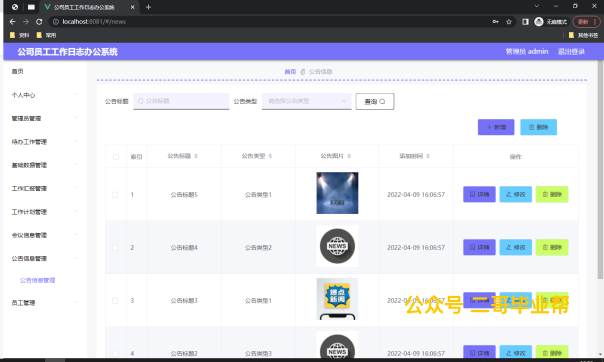 公司员工工作日志办公系统
localhost:8081/#/news
无痕模式
更新
资料
常用
其他书签
公司员工工作日志办公系统
管理员 admin
退出登录
首页
个人中心
管理员管理
待办工作管理
基础数据管理
工作汇报管理
工作计划管理
会议信息管理
公告信息管理
公告信息管理
员工管理
首页 公告信息
公告标题 公告标题 公告类型 请选择公告类型 查询
新增 删除
索引 公告标题 公告类型 公告图片 添加时间 操作
1 公告标题5 公告类型1 2022-04-09 16:06:57 详情 修改 删除
2 公告标题4 公告类型2 NEWS 2022-04-09 16:06:57 详情 修改 删除
3 公告标题3 公告类型1 爆点新闻 2022-04-09 16:06:57 详情 修改 删除
公众号 二哥毕业帮
4 公告标题2 公告类型1 NEWS 2022-04-09 16:06:57 详情 修改 删除